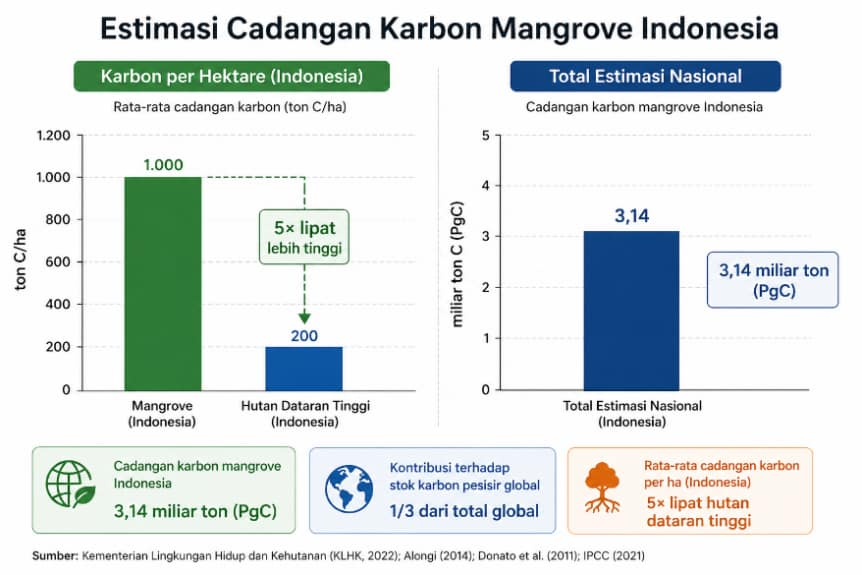 Estimasi Cadangan Karbon Mangrove Indonesia
Karbon per Hektare (Indonesia)
Rata-rata cadangan karbon (ton C/ha)
ton C/ha
1.200
1.000
800
600
400
200
0
1.000
5× lipat
lebih tinggi
200
Mangrove
(Indonesia)
Hutan Dataran Tinggi
(Indonesia)
Total Estimasi Nasional
Cadangan karbon mangrove Indonesia
miliar ton C (PgC)
5
4
3
2
1
0
3,14
3,14 miliar ton
(PgC)
Total Estimasi Nasional
(Indonesia)
Cadangan karbon mangrove
Indonesia
3,14 miliar ton (PgC)
Kontribusi terhadap
stok karbon pesisir global
1/3 dari total global
Rata-rata cadangan karbon
per ha (Indonesia)
5× lipat hutan
dataran tinggi
Sumber: Kementerian Lingkungan Hidup dan Kehutanan (KLHK, 2022); Alongi (2014); Donato et al. (2011); IPCC (2021)